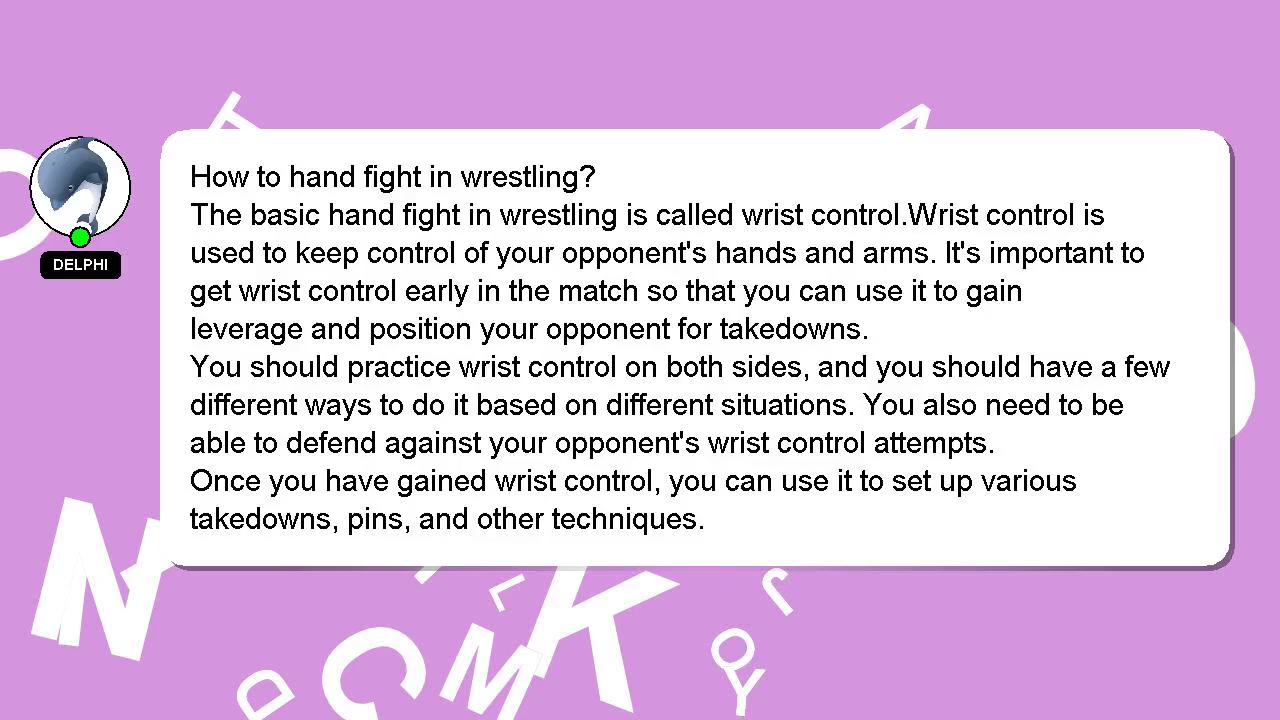 How to hand fight in wrestling?
The basic hand fight in wrestling is called wrist control.Wrist control is
used to keep control of your opponent's hands and arms. It's important to
get wrist control early in the match so that you can use it to gain
leverage and position your opponent for takedowns.
You should practice wrist control on both sides, and you should have a few
different ways to do it based on different situations. You also need to be
able to defend against your opponent's wrist control attempts.
Once you have gained wrist control, you can use it to set up various
takedowns, pins, and other techniques.
DELPHI
N
K
L
J
C
M
Q
Y
D